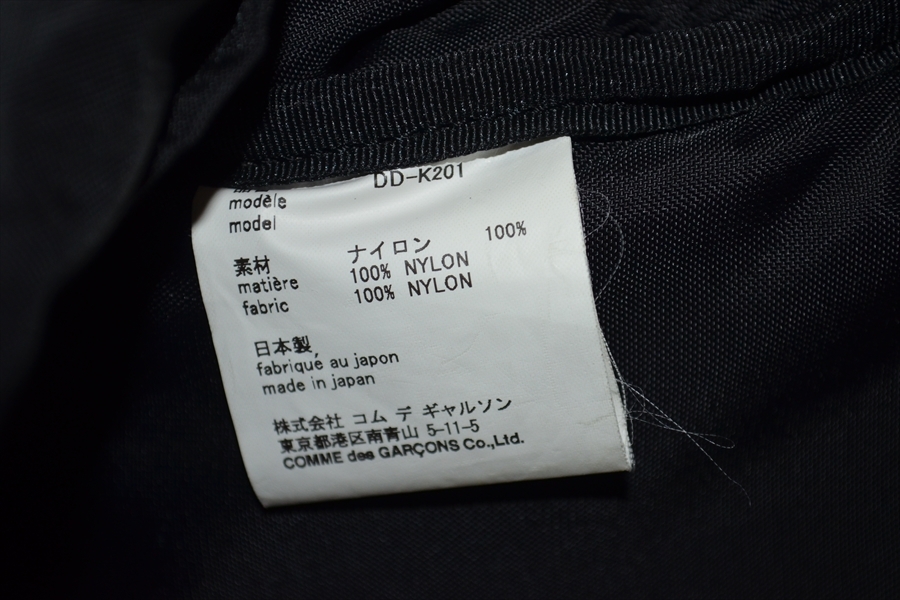 DD-K201
modèle
model
ナイロン 100%
素材 100% NYLON
matière 100% NYLON
fabric
日本製,
fabriqué au japon
made in japan
株式会社 コム デ ギャルソン
東京都港区南青山 5-11-5
COMME des GARÇONS Co.,Ltd.